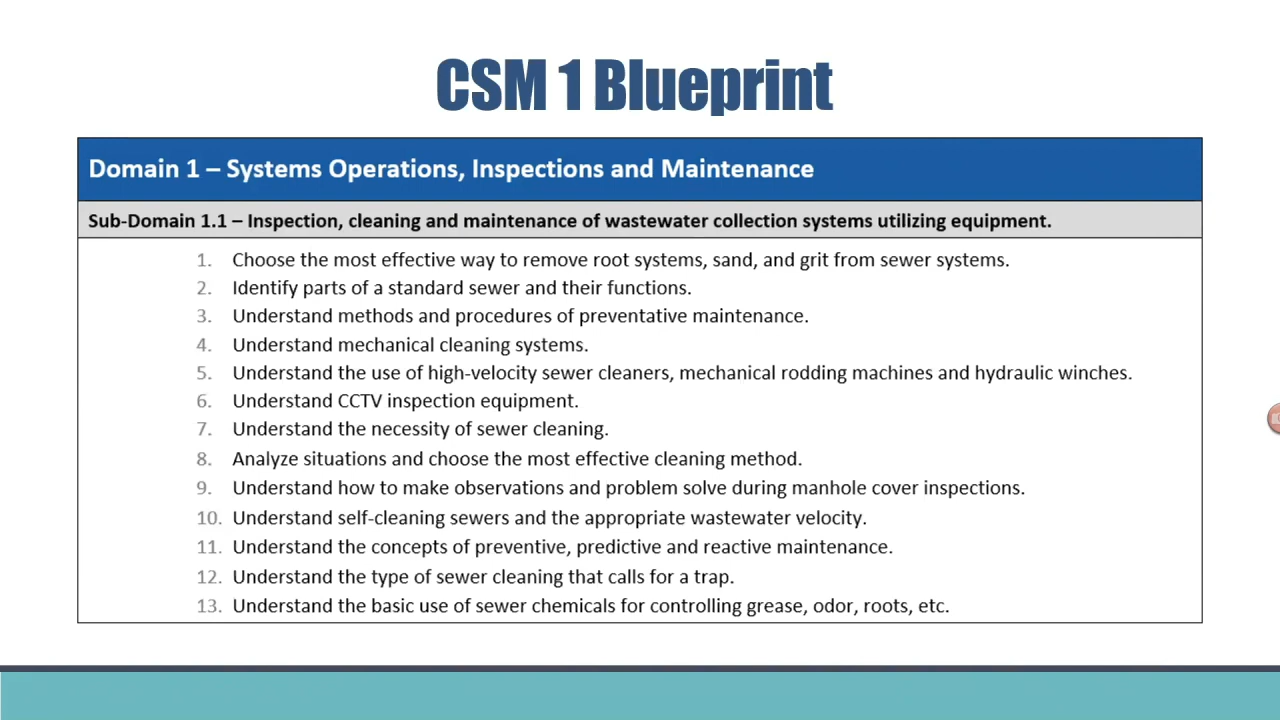 CSM 1 Blueprint
Domain 1 – Systems Operations, Inspections and Maintenance
Sub-Domain 1.1 – Inspection, cleaning and maintenance of wastewater collection systems utilizing equipment.
1. Choose the most effective way to remove root systems, sand, and grit from sewer systems.
2. Identify parts of a standard sewer and their functions.
3. Understand methods and procedures of preventative maintenance.
4. Understand mechanical cleaning systems.
5. Understand the use of high-velocity sewer cleaners, mechanical rodding machines and hydraulic winches.
6. Understand CCTV inspection equipment.
7. Understand the necessity of sewer cleaning.
8. Analyze situations and choose the most effective cleaning method.
9. Understand how to make observations and problem solve during manhole cover inspections.
10. Understand self-cleaning sewers and the appropriate wastewater velocity.
11. Understand the concepts of preventive, predictive and reactive maintenance.
12. Understand the type of sewer cleaning that calls for a trap.
13. Understand the basic use of sewer chemicals for controlling grease, odor, roots, etc.